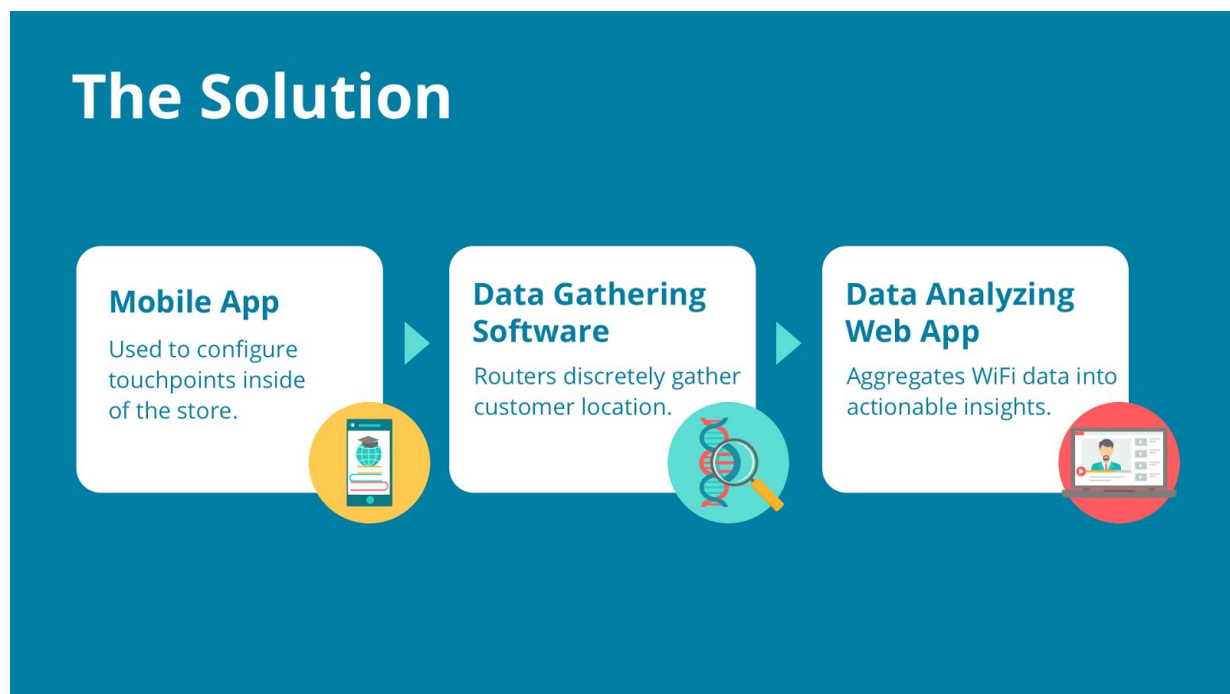 The Solution
Mobile App
Used to configure
touchpoints inside
of the store.
Data Gathering
Software
Routers discretely gather
customer location.
Data Analyzing
Web App
Aggregates WiFi data into
actionable insights.